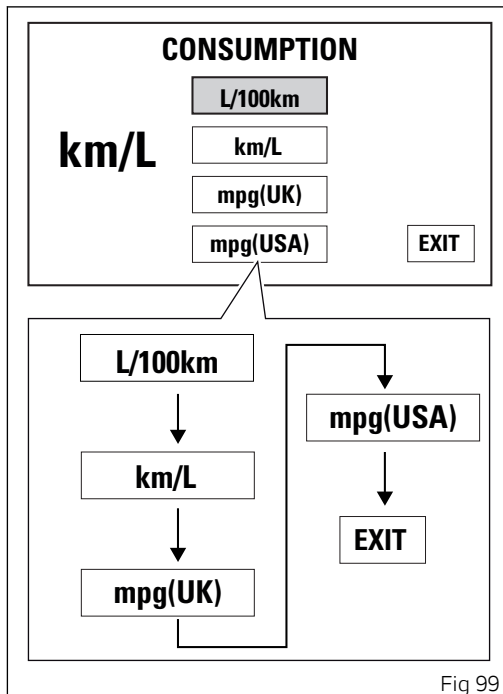 CONSUMPTION
L/100km
km/L
km/L
mpg(UK)
mpg(USA)
EXIT
L/100km
km/L
mpg(UK)
mpg(USA)
EXIT
Fig 99